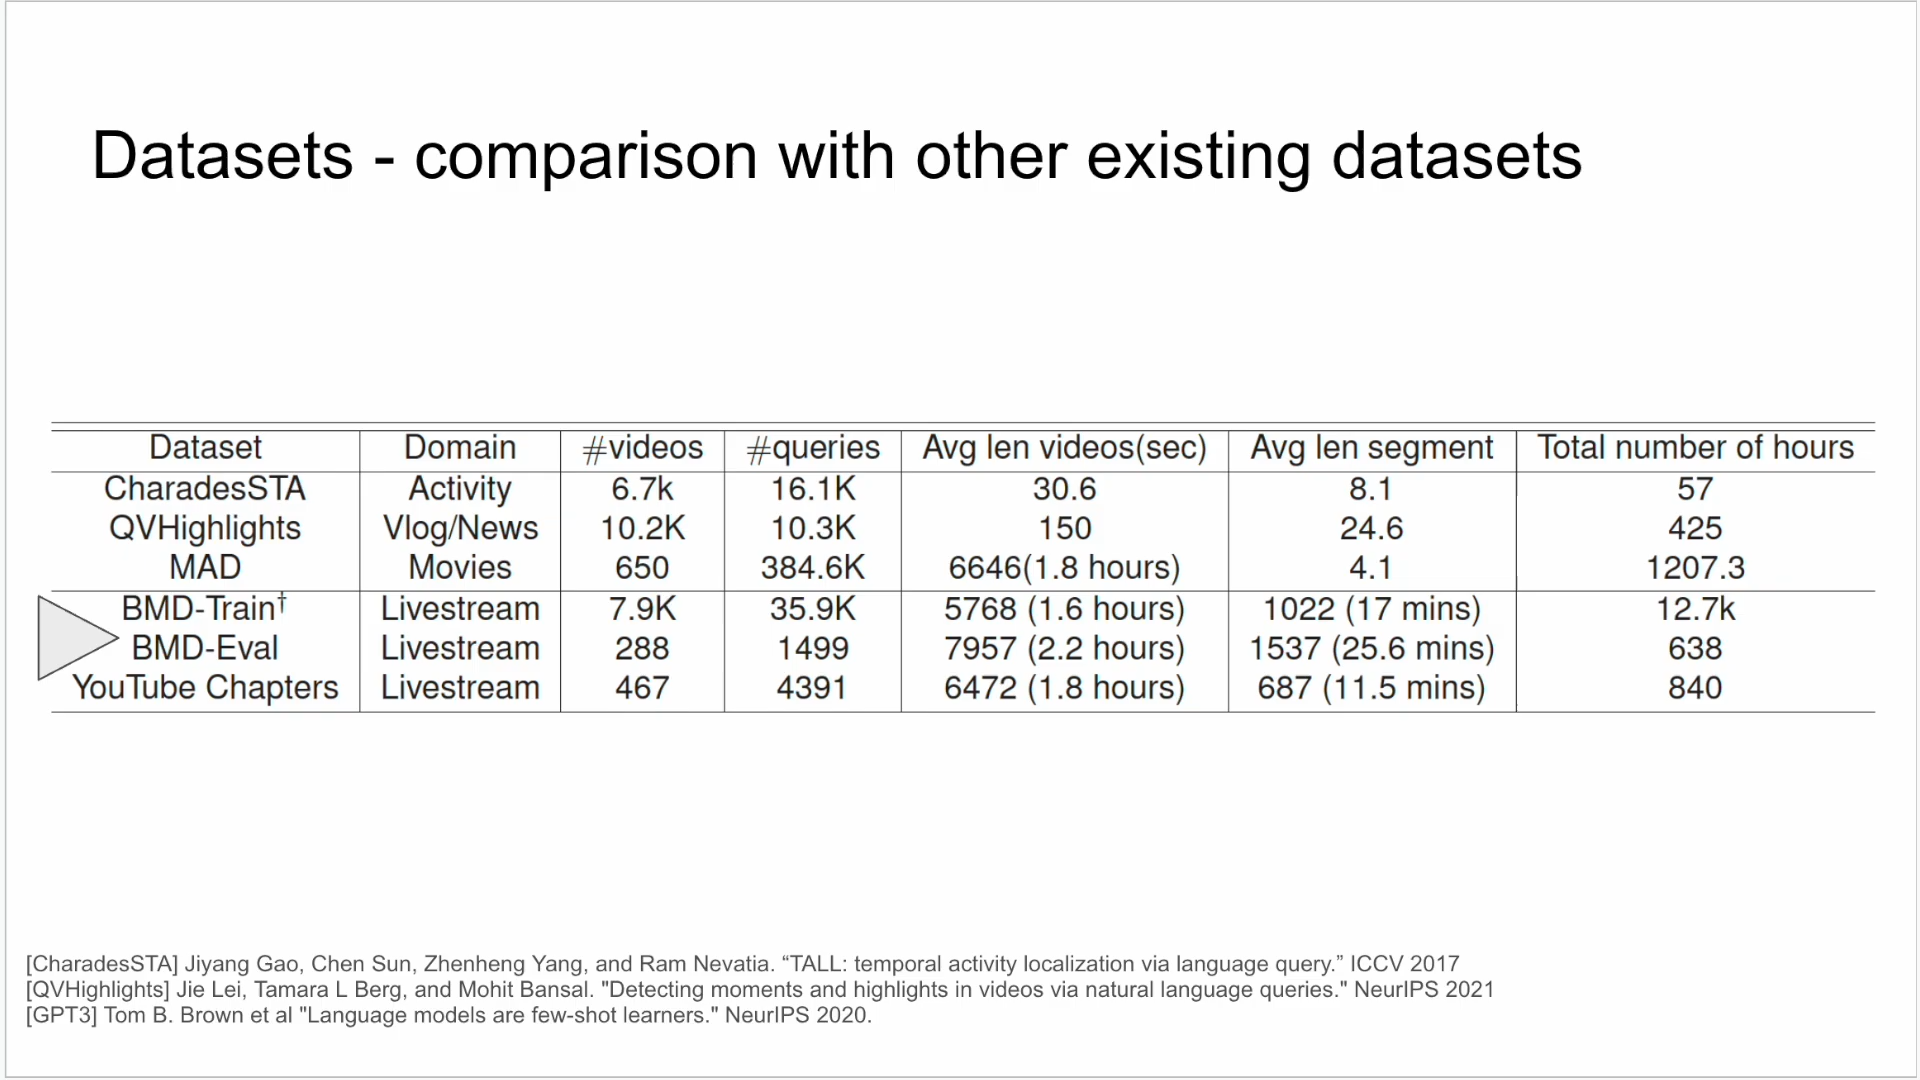 Datasets - comparison with other existing datasets
Dataset Domain #videos #queries Avg len videos(sec) Avg len segment Total number of hours
CharadesSTA Activity 6.7k 16.1K 30.6 8.1 57
QVHighlights Vlog/News 10.2K 10.3K 150 24.6 425
MAD Movies 650 384.6K 6646(1.8 hours) 4.1 1207.3
BMD-Train† Livestream 7.9K 35.9K 5768 (1.6 hours) 1022 (17 mins) 12.7k
BMD-Eval Livestream 288 1499 7957 (2.2 hours) 1537 (25.6 mins) 638
YouTube Chapters Livestream 467 4391 6472 (1.8 hours) 687 (11.5 mins) 840
[CharadesSTA] Jiyang Gao, Chen Sun, Zhenheng Yang, and Ram Nevatia. “TALL: temporal activity localization via language query.” ICCV 2017
[QVHighlights] Jie Lei, Tamara L Berg, and Mohit Bansal. "Detecting moments and highlights in videos via natural language queries." NeurIPS 2021
[GPT3] Tom B. Brown et al "Language models are few-shot learners." NeurIPS 2020.